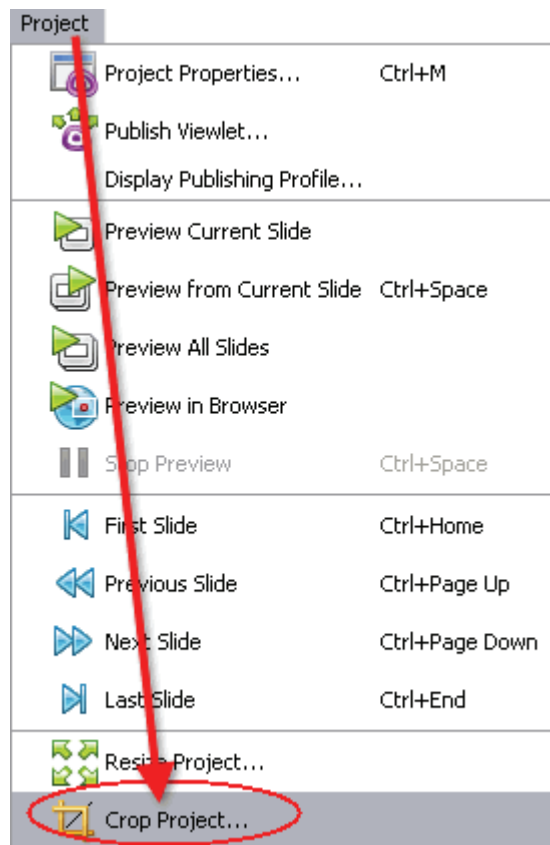 Project
Project Properties... Ctrl+M
Publish Viewlet...
Display Publishing Profile...
Preview Current Slide
Preview from Current Slide Ctrl+Space
Preview All Slides
Preview in Browser
Stop Preview Ctrl+Space
First Slide Ctrl+Home
Previous Slide Ctrl+Page Up
Next Slide Ctrl+Page Down
Last Slide Ctrl+End
Resize Project...
Crop Project...